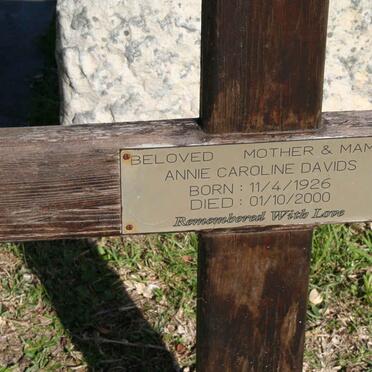 BELOVED MOTHER & MAM
ANNIE CAROLINE DAVIDS
BORN : 11/4/1926
DIED : 01/10/2000
Remembered With Love